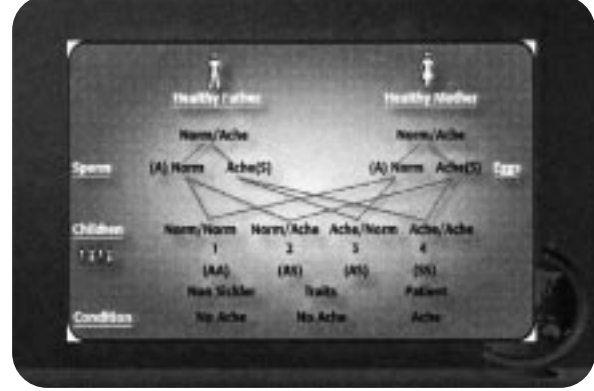 Healthy Father Healthy Mother
Norm/Ache Norm/Ache
Sperm (A) Norm Ache(S) (A) Norm Ache(S) Eggs
Children Norm/Norm Norm/Ache Ache/Norm Ache/Ache
1 2 3 4
(AA) (AS) (AS) (SS)
Non Sickler Traits Patient
Condition No Ache No Ache Ache